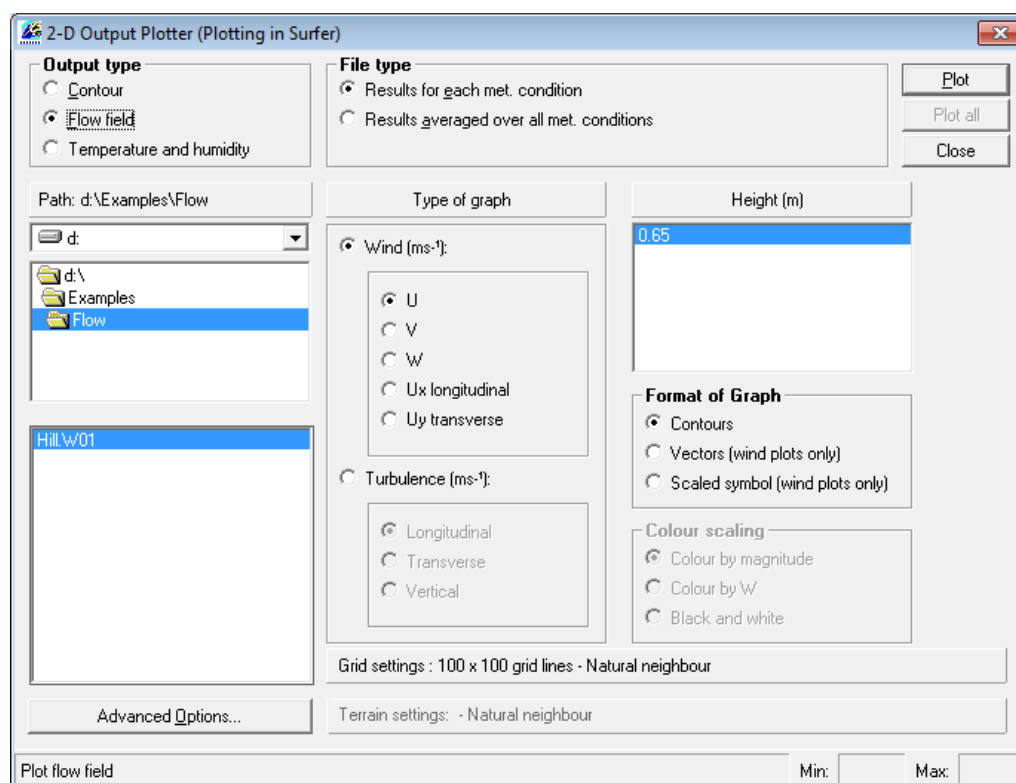 2-D Output Plotter (Plotting in Surfer)
Output type
Contour
Flow field
Temperature and humidity
File type
Results for each met. condition
Results averaged over all met. conditions
Plot
Plot all
Close
Path: d:\Examples\Flow
d:
d:\
Examples
Flow
Hill.W01
Advanced Options...
Type of graph
Wind (ms-¹):
U
V
W
Ux longitudinal
Uy transverse
Turbulence (ms-¹):
Longitudinal
Transverse
Vertical
Height (m)
0.65
Format of Graph
Contours
Vectors (wind plots only)
Scaled symbol (wind plots only)
Colour scaling
Colour by magnitude
Colour by W
Black and white
Grid settings : 100 x 100 grid lines - Natural neighbour
Terrain settings: - Natural neighbour
Plot flow field
Min:
Max: